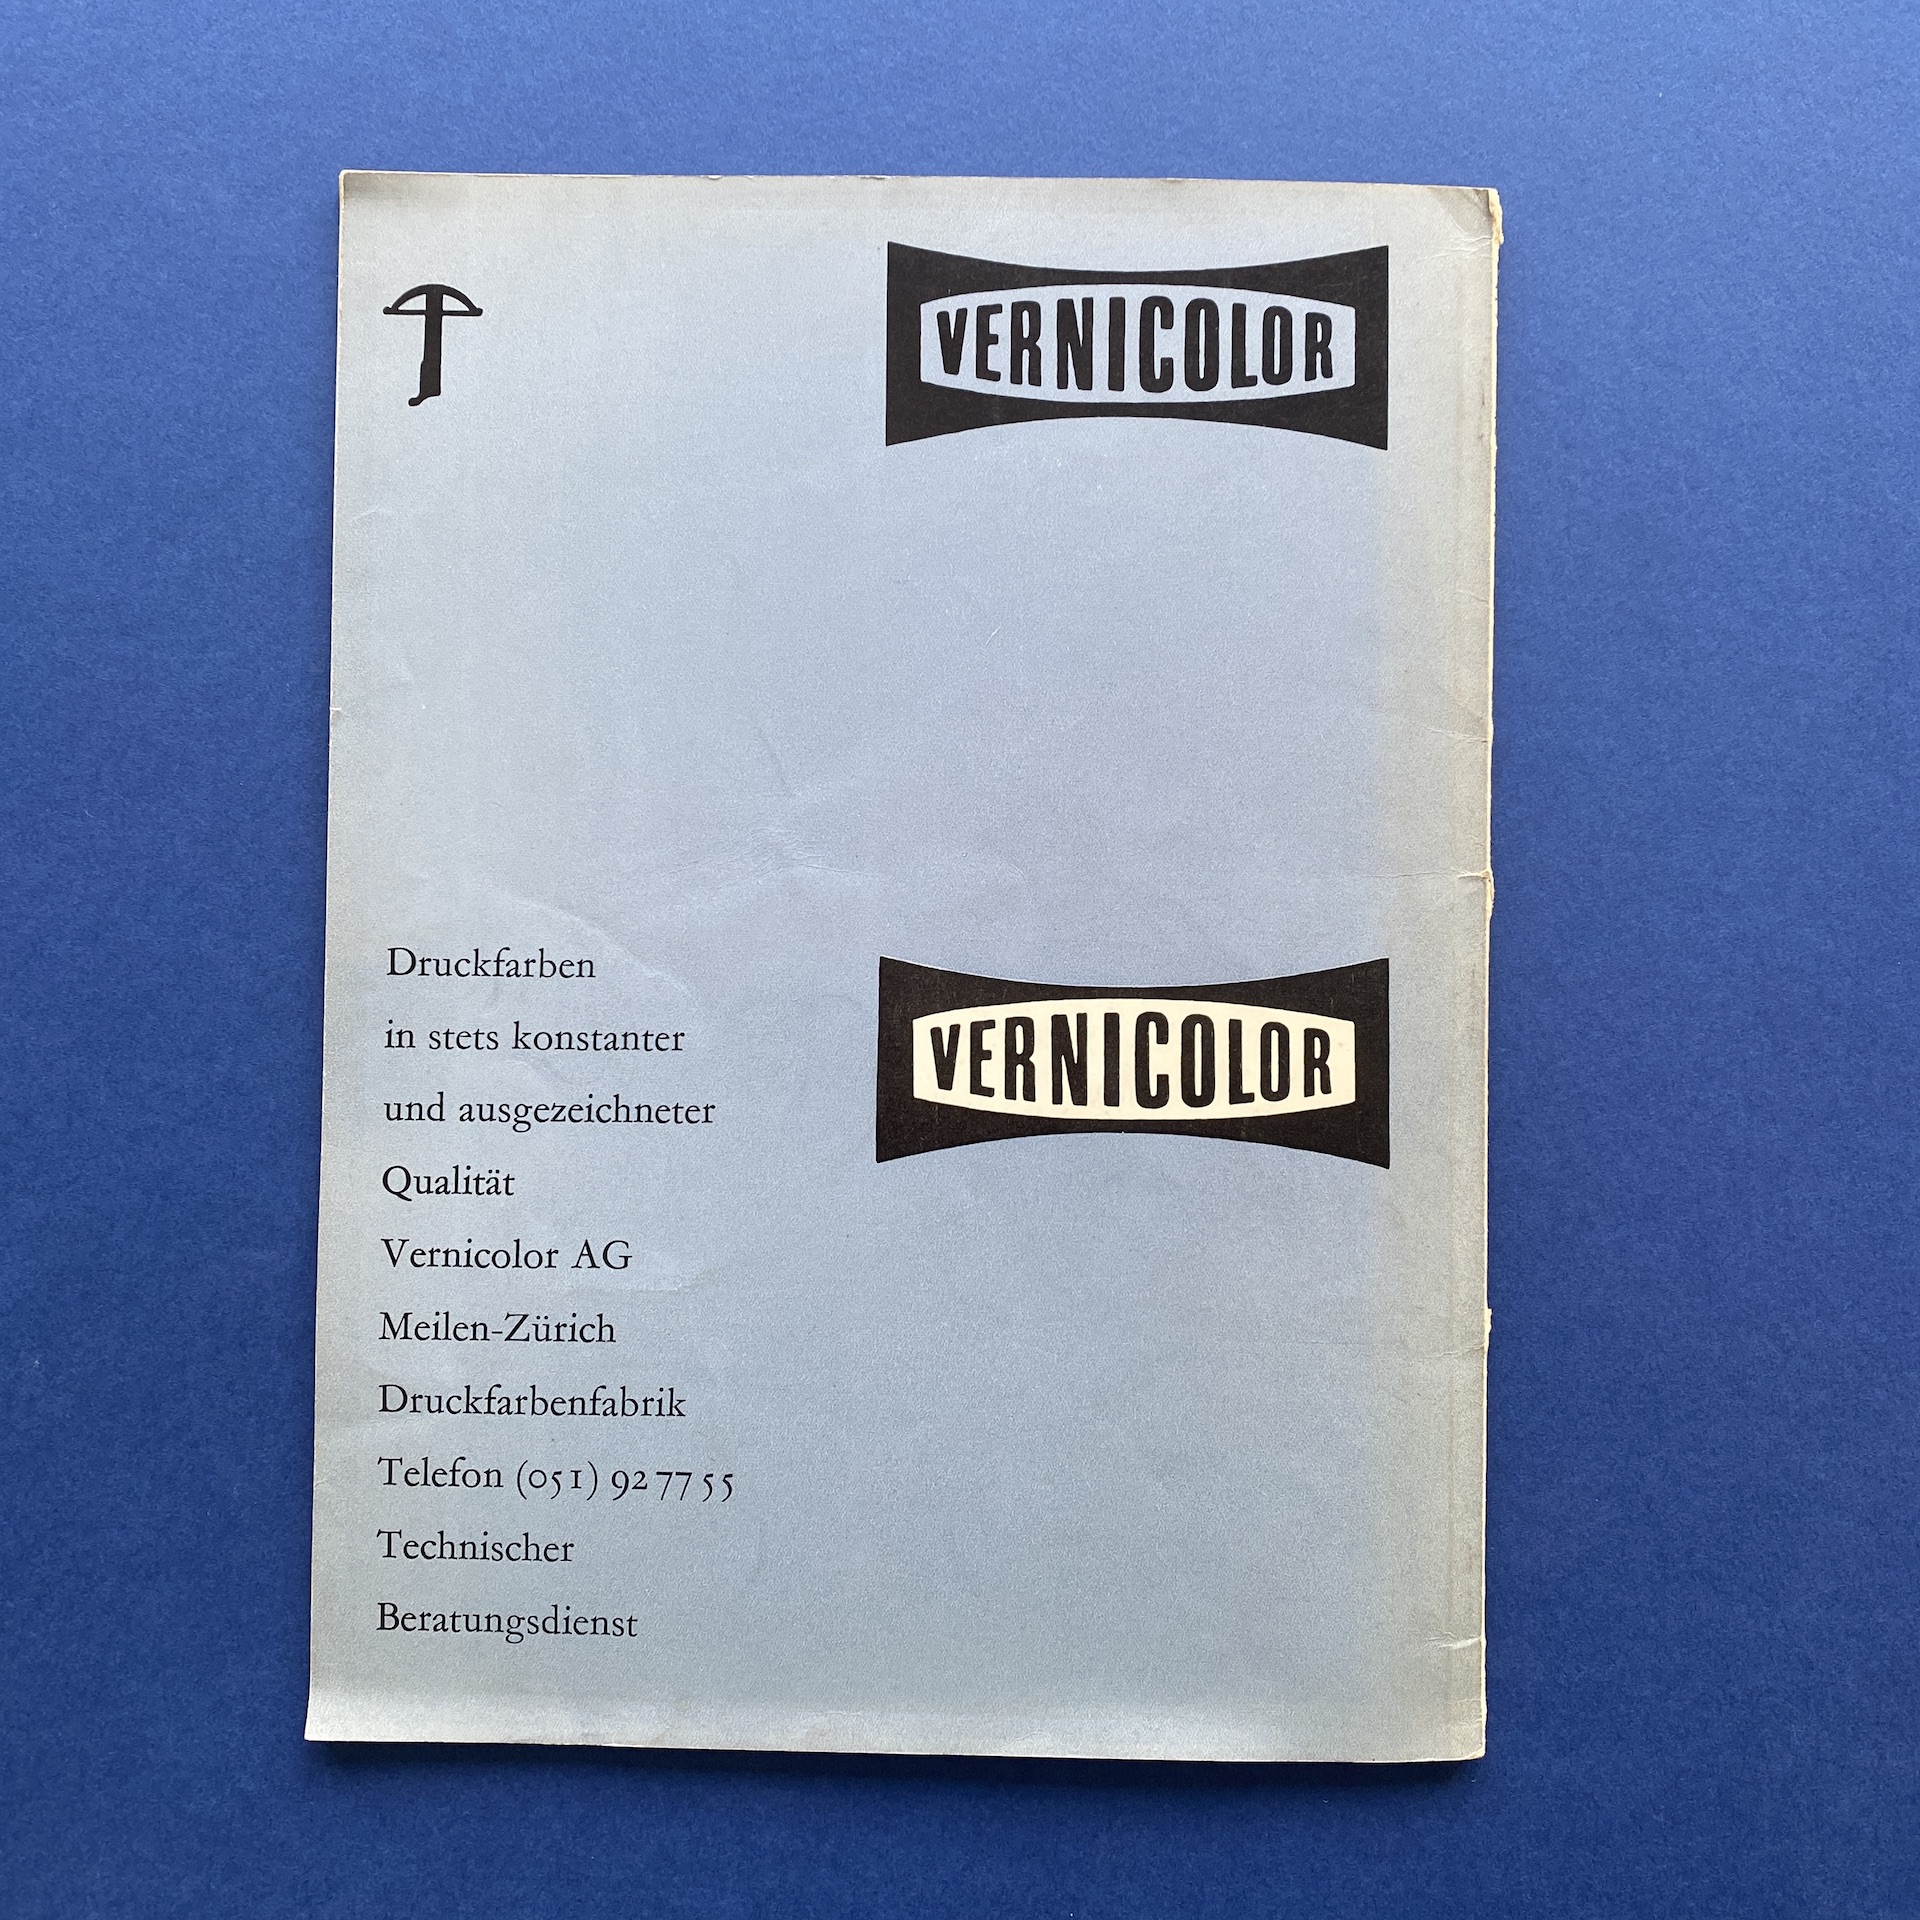 VERNICOLOR
Druckfarben
in stets konstanter
und ausgezeichneter
Qualität
Vernicolor AG
Meilen-Zürich
Druckfarbenfabrik
Telefon (051) 92 77 55
Technischer
Beratungsdienst
VERNICOLOR